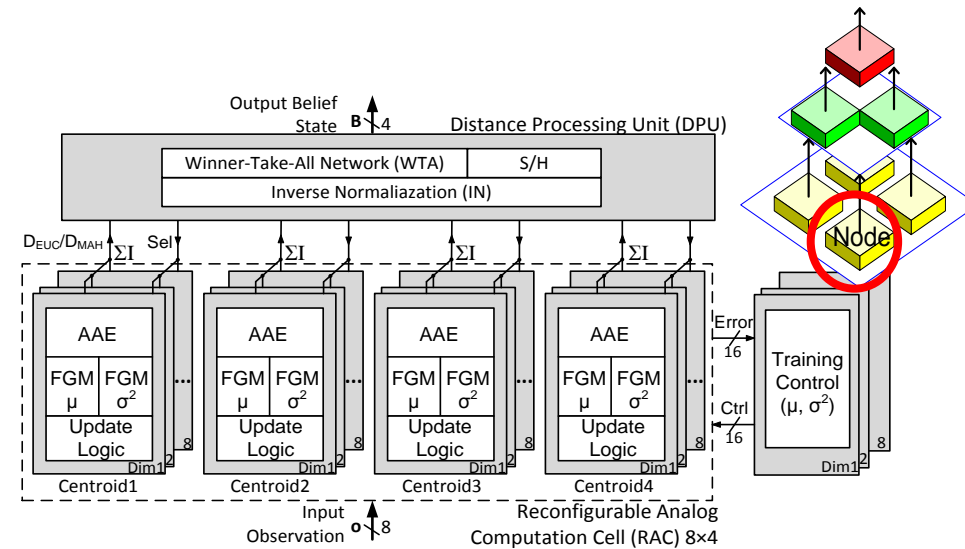 Output Belief
State B 4
Distance Processing Unit (DPU)
Winner-Take-All Network (WTA) S/H
Inverse Normaliazation (IN)
Node
D_EUC/D_MAH ΣI Sel ΣI ΣI ΣI
AAE
FGM μ
FGM σ²
Update
Logic
...
8
2
Dim1
Centroid1
AAE
FGM μ
FGM σ²
Update
Logic
...
8
2
Dim1
Centroid2
AAE
FGM μ
FGM σ²
Update
Logic
...
8
2
Dim1
Centroid3
AAE
FGM μ
FGM σ²
Update
Logic
...
8
2
Dim1
Centroid4
Error
16
Ctrl
16
Training
Control
(μ, σ²)
...
8
2
Dim1
Input
Observation o 8
Reconfigurable Analog
Computation Cell (RAC) 8×4